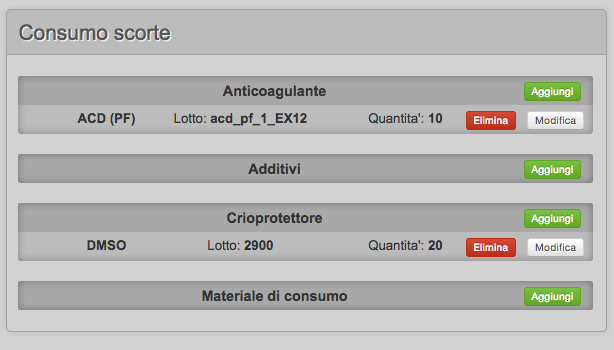 Consumo scorte
Anticoagulante Aggiungi
ACD (PF) Lotto: acd_pf_1_EX12 Quantita': 10 Elimina Modifica
Additivi Aggiungi
Crioprotettore Aggiungi
DMSO Lotto: 2900 Quantita': 20 Elimina Modifica
Materiale di consumo Aggiungi